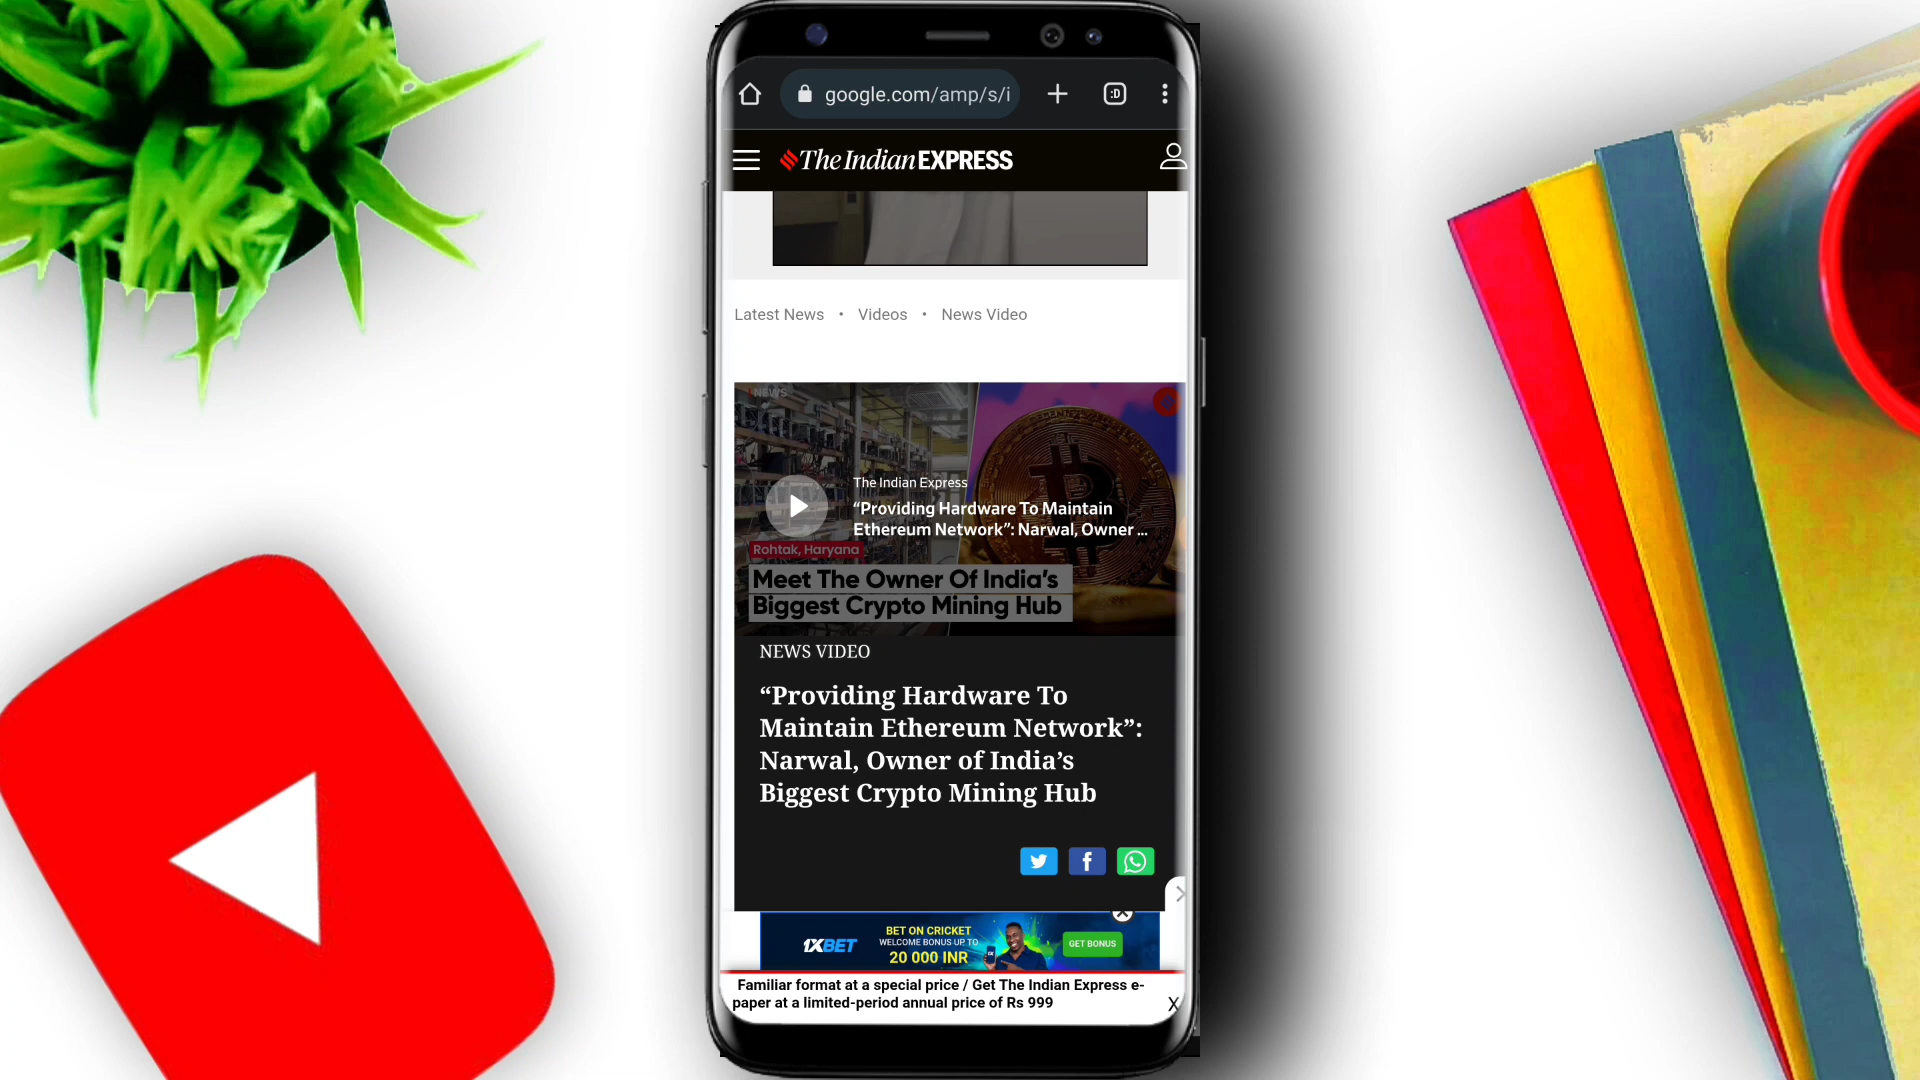 google.com/amp/s/i
:D
The Indian EXPRESS
Latest News • Videos • News Video
NEWS
The Indian Express
“Providing Hardware To Maintain
Ethereum Network”: Narwal, Owner ...
Rohtak, Haryana
Meet The Owner Of India’s
Biggest Crypto Mining Hub
NEWS VIDEO
“Providing Hardware To
Maintain Ethereum Network”:
Narwal, Owner of India’s
Biggest Crypto Mining Hub
1XBET
BET ON CRICKET
WELCOME BONUS UP TO
20 000 INR
GET BONUS
Familiar format at a special price / Get The Indian Express e-
paper at a limited-period annual price of Rs 999
X